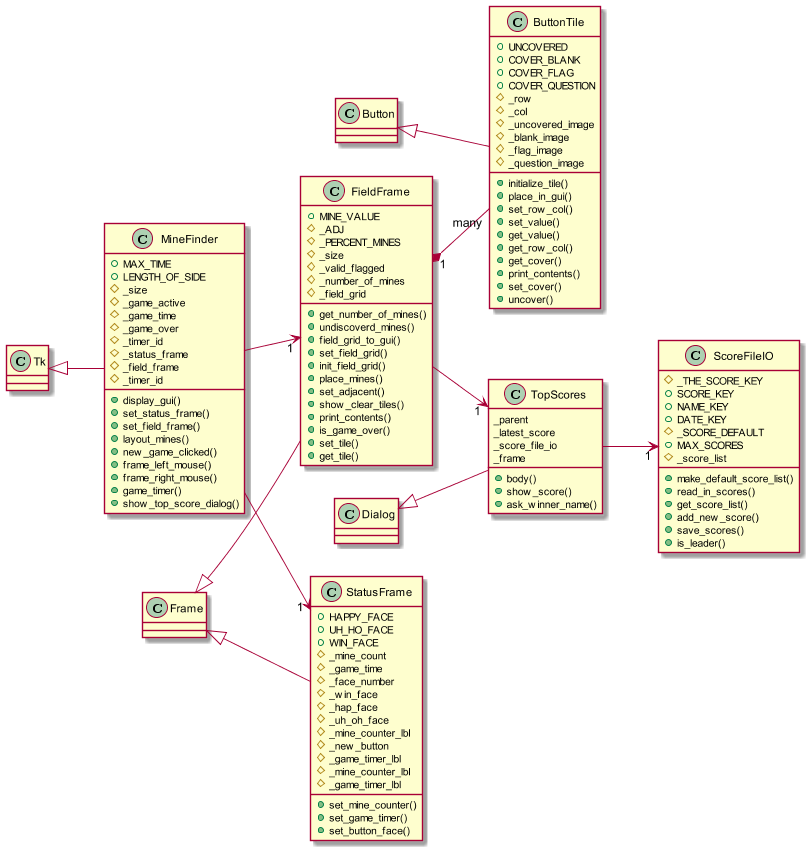 C ButtonTile
UNCOVERED
COVER_BLANK
COVER_FLAG
COVER_QUESTION
_row
_col
_uncovered_image
_blank_image
_flag_image
_question_image
initialize_tile()
place_in_gui()
set_row_col()
set_value()
get_value()
get_row_col()
get_cover()
print_contents()
set_cover()
uncover()
C Button
C FieldFrame
MINE_VALUE
_ADJ
_PERCENT_MINES
_size
_valid_flagged
_number_of_mines
_field_grid
get_number_of_mines()
undiscoverd_mines()
field_grid_to_gui()
set_field_grid()
init_field_grid()
place_mines()
set_adjacent()
show_clear_tiles()
print_contents()
is_game_over()
set_tile()
get_tile()
many
1
C MineFinder
MAX_TIME
LENGTH_OF_SIDE
_size
_game_active
_game_time
_game_over
_timer_id
_status_frame
_field_frame
_timer_id
display_gui()
set_status_frame()
set_field_frame()
layout_mines()
new_game_clicked()
frame_left_mouse()
frame_right_mouse()
game_timer()
show_top_score_dialog()
1
C Tk
C TopScores
_parent
_latest_score
_score_file_io
_frame
body()
show_score()
ask_winner_name()
1
C ScoreFileIO
_THE_SCORE_KEY
SCORE_KEY
NAME_KEY
DATE_KEY
_SCORE_DEFAULT
MAX_SCORES
_score_list
make_default_score_list()
read_in_scores()
get_score_list()
add_new_score()
save_scores()
is_leader()
1
C Dialog
C Frame
1
C StatusFrame
HAPPY_FACE
UH_HO_FACE
WIN_FACE
_mine_count
_game_time
_face_number
_win_face
_hap_face
_uh_oh_face
_mine_counter_lbl
_new_button
_game_timer_lbl
_mine_counter_lbl
_game_timer_lbl
set_mine_counter()
set_game_timer()
set_button_face()